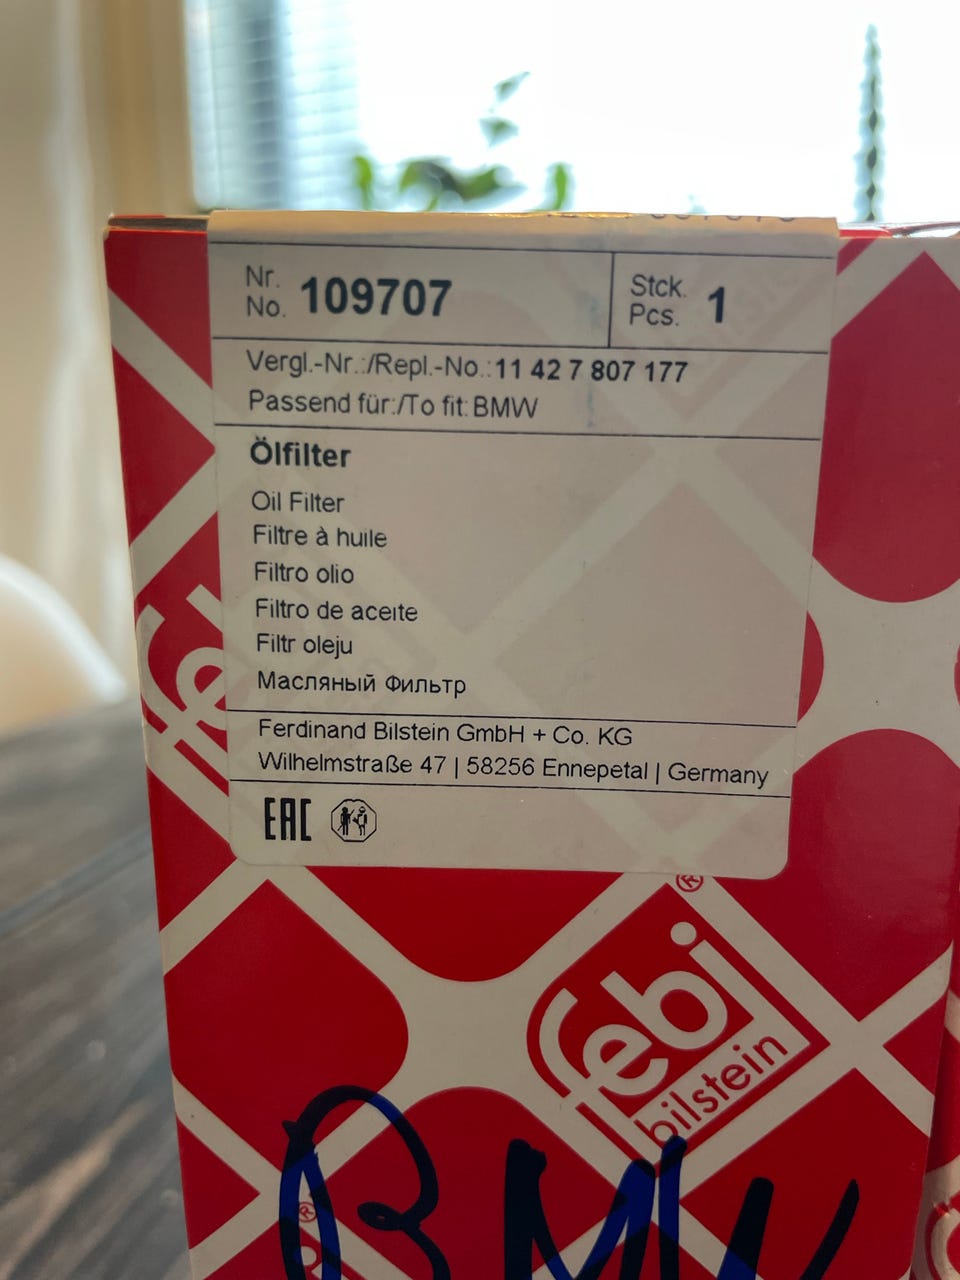 Nr. 109707 Stck. 1
No. Pcs.
Vergl.-Nr.:/Repl.-No.:11 42 7 807 177
Passend für:/To fit:BMW
Ölfilter
Oil Filter
Filtre à huile
Filtro olio
Filtro de aceite
Filtr oleju
Масляный Фильтр
Ferdinand Bilstein GmbH + Co. KG
Wilhelmstraße 47 | 58256 Ennepetal | Germany
EAC
febi®
bilstein
BMW